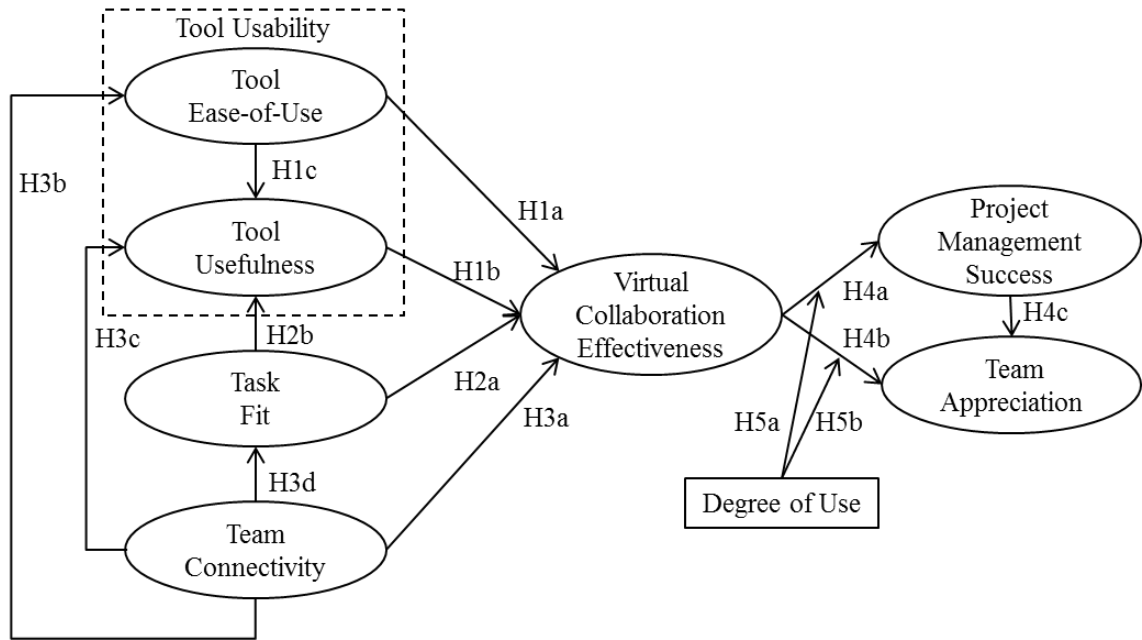 Tool Usability
Tool
Ease-of-Use
H3b
H1c
H1a
Tool
Usefulness
H1b
H3c
H2b
Task
Fit
H2a
H3a
H3d
Team
Connectivity
Virtual
Collaboration
Effectiveness
Project
Management
Success
H4a
H4c
H4b
Team
Appreciation
H5a
H5b
Degree of Use